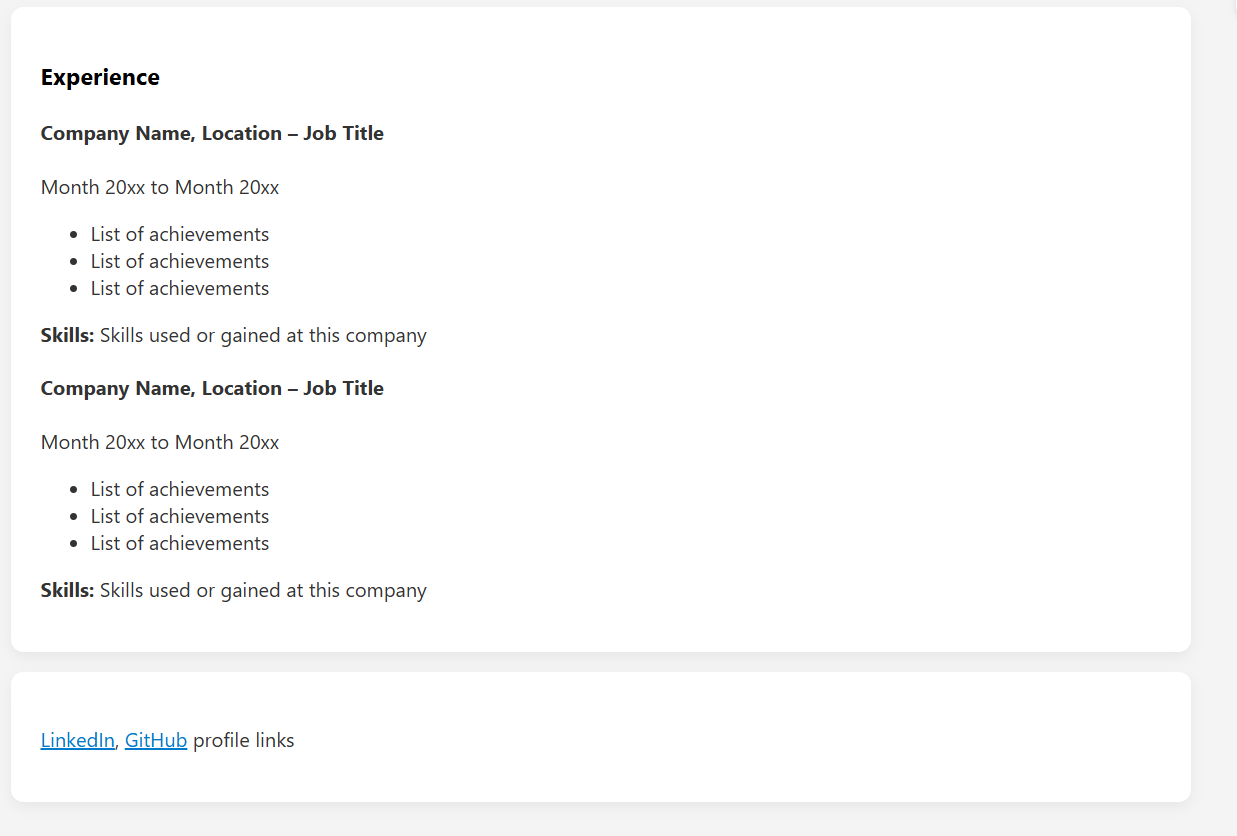 Experience
Company Name, Location – Job Title
Month 20xx to Month 20xx
List of achievements
List of achievements
List of achievements
Skills: Skills used or gained at this company
Company Name, Location – Job Title
Month 20xx to Month 20xx
List of achievements
List of achievements
List of achievements
Skills: Skills used or gained at this company
LinkedIn, GitHub profile links